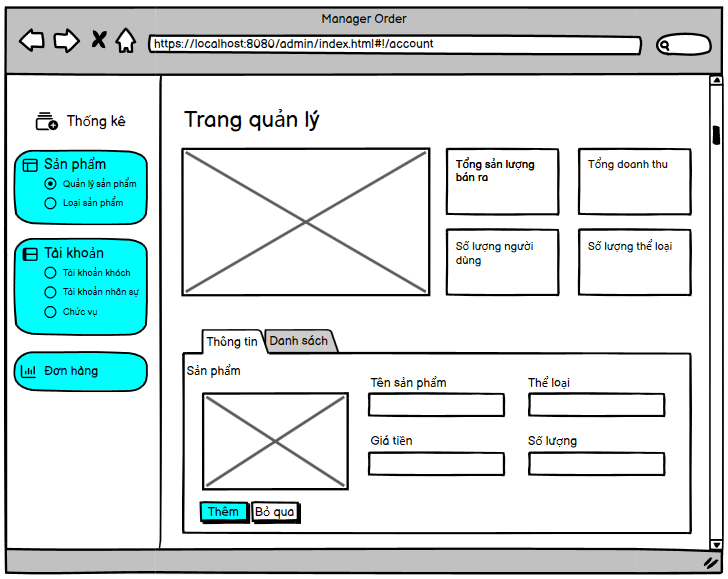 Manager Order
https://localhost:8080/admin/index.html#!/account
Thống kê
Sản phẩm
Quản lý sản phẩm
Loại sản phẩm
Tài khoản
Tài khoản khách
Tài khoản nhân sự
Chức vụ
Đơn hàng
Trang quản lý
Tổng sản lượng
bán ra
Tổng doanh thu
Số lượng người
dùng
Số lượng thể loại
Thông tin
Danh sách
Sản phẩm
Tên sản phẩm
Thể loại
Giá tiền
Số lượng
Thêm
Bỏ qua